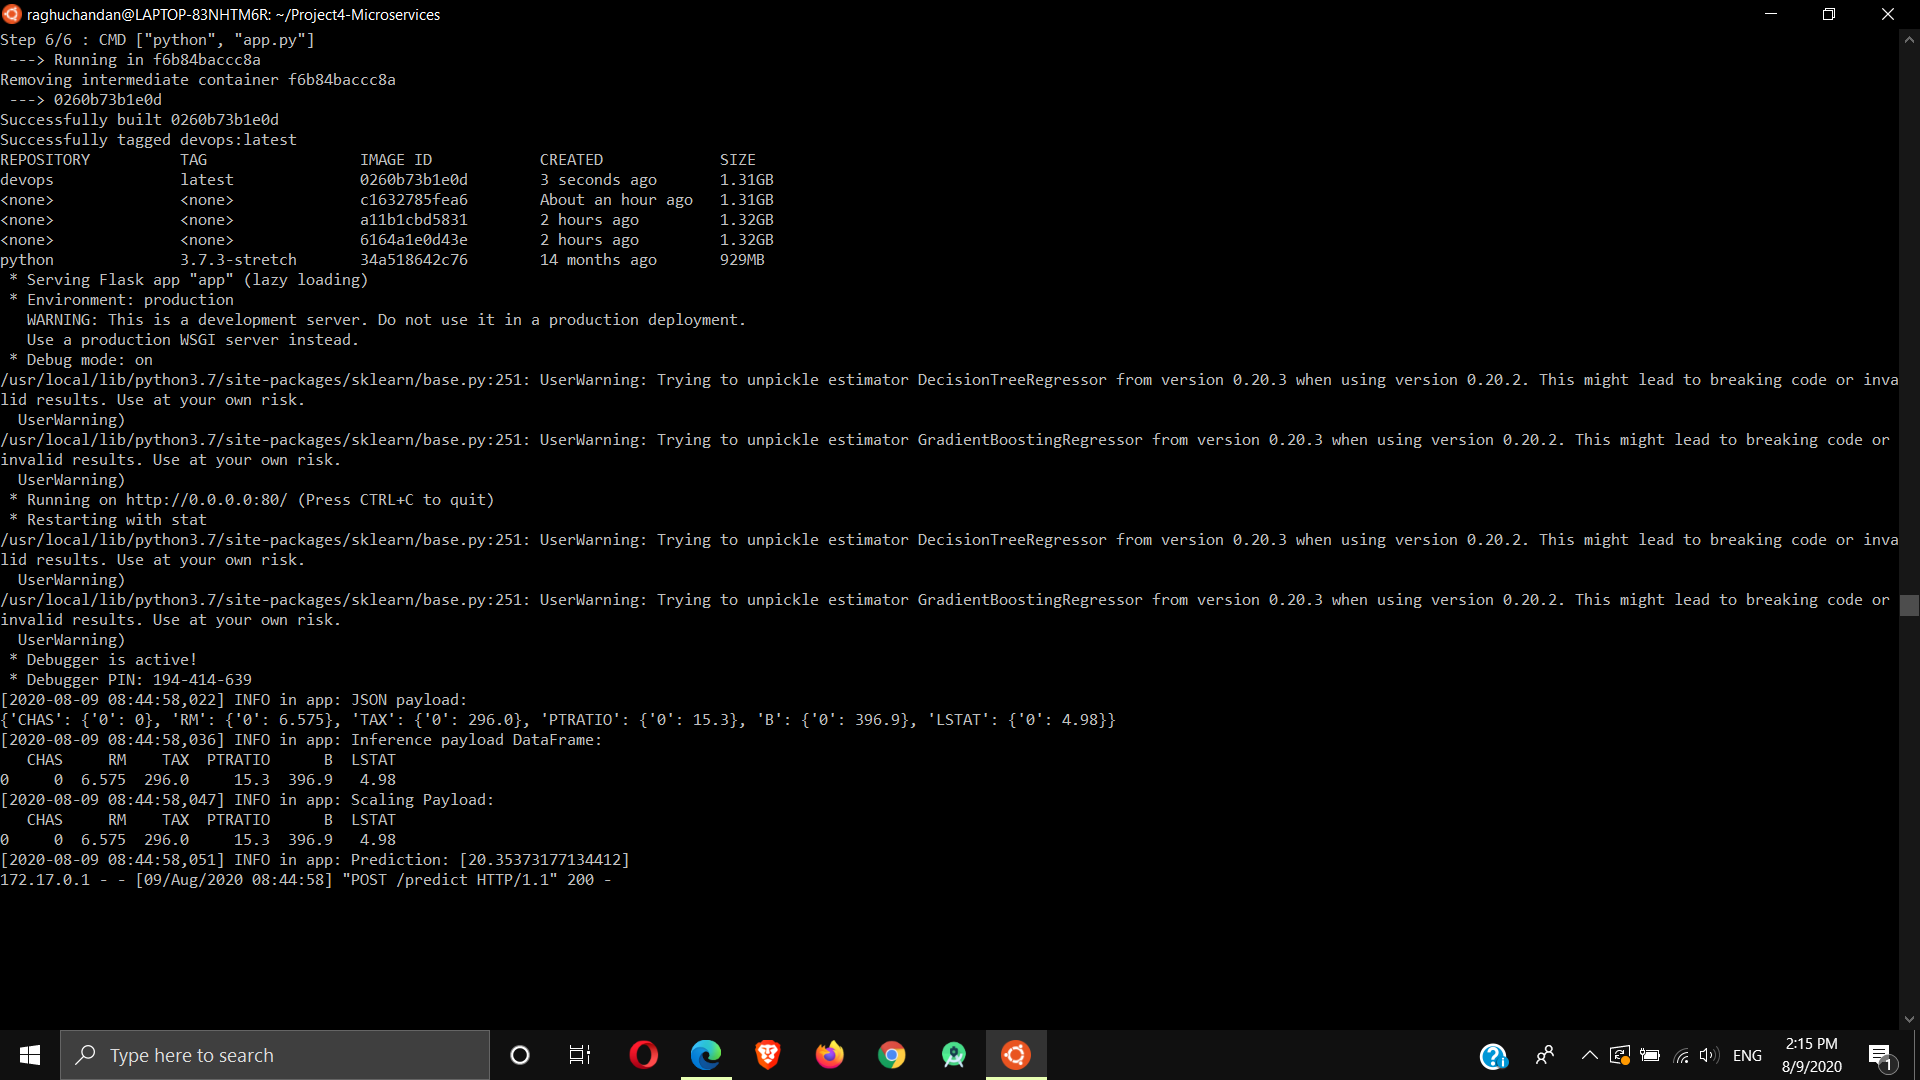 raghuchandan@LAPTOP-83NHTM6R: ~/Project4-Microservices
Step 6/6 : CMD ["python", "app.py"]
 ---> Running in f6b84baccc8a
Removing intermediate container f6b84baccc8a
 ---> 0260b73b1e0d
Successfully built 0260b73b1e0d
Successfully tagged devops:latest
REPOSITORY          TAG                 IMAGE ID            CREATED             SIZE
devops              latest              0260b73b1e0d        3 seconds ago       1.31GB
<none>              <none>              c1632785fea6        About an hour ago   1.31GB
<none>              <none>              a11b1cbd5831        2 hours ago         1.32GB
<none>              <none>              6164a1e0d43e        2 hours ago         1.32GB
python              3.7.3-stretch       34a518642c76        14 months ago       929MB
 * Serving Flask app "app" (lazy loading)
 * Environment: production
   WARNING: This is a development server. Do not use it in a production deployment.
   Use a production WSGI server instead.
 * Debug mode: on
/usr/local/lib/python3.7/site-packages/sklearn/base.py:251: UserWarning: Trying to unpickle estimator DecisionTreeRegressor from version 0.20.3 when using version 0.20.2. This might lead to breaking code or inva
lid results. Use at your own risk.
  UserWarning)
/usr/local/lib/python3.7/site-packages/sklearn/base.py:251: UserWarning: Trying to unpickle estimator GradientBoostingRegressor from version 0.20.3 when using version 0.20.2. This might lead to breaking code or
invalid results. Use at your own risk.
  UserWarning)
 * Running on http://0.0.0.0:80/ (Press CTRL+C to quit)
 * Restarting with stat
/usr/local/lib/python3.7/site-packages/sklearn/base.py:251: UserWarning: Trying to unpickle estimator DecisionTreeRegressor from version 0.20.3 when using version 0.20.2. This might lead to breaking code or inva
lid results. Use at your own risk.
  UserWarning)
/usr/local/lib/python3.7/site-packages/sklearn/base.py:251: UserWarning: Trying to unpickle estimator GradientBoostingRegressor from version 0.20.3 when using version 0.20.2. This might lead to breaking code or
invalid results. Use at your own risk.
  UserWarning)
 * Debugger is active!
 * Debugger PIN: 194-414-639
[2020-08-09 08:44:58,022] INFO in app: JSON payload:
{'CHAS': {'0': 0}, 'RM': {'0': 6.575}, 'TAX': {'0': 296.0}, 'PTRATIO': {'0': 15.3}, 'B': {'0': 396.9}, 'LSTAT': {'0': 4.98}}
[2020-08-09 08:44:58,036] INFO in app: Inference payload DataFrame:
   CHAS     RM    TAX  PTRATIO      B  LSTAT
0     0  6.575  296.0     15.3  396.9   4.98
[2020-08-09 08:44:58,047] INFO in app: Scaling Payload:
   CHAS     RM    TAX  PTRATIO      B  LSTAT
0     0  6.575  296.0     15.3  396.9   4.98
[2020-08-09 08:44:58,051] INFO in app: Prediction: [20.35373177134412]
172.17.0.1 - - [09/Aug/2020 08:44:58] "POST /predict HTTP/1.1" 200 -
Type here to search
ENG
2:15 PM
8/9/2020
1